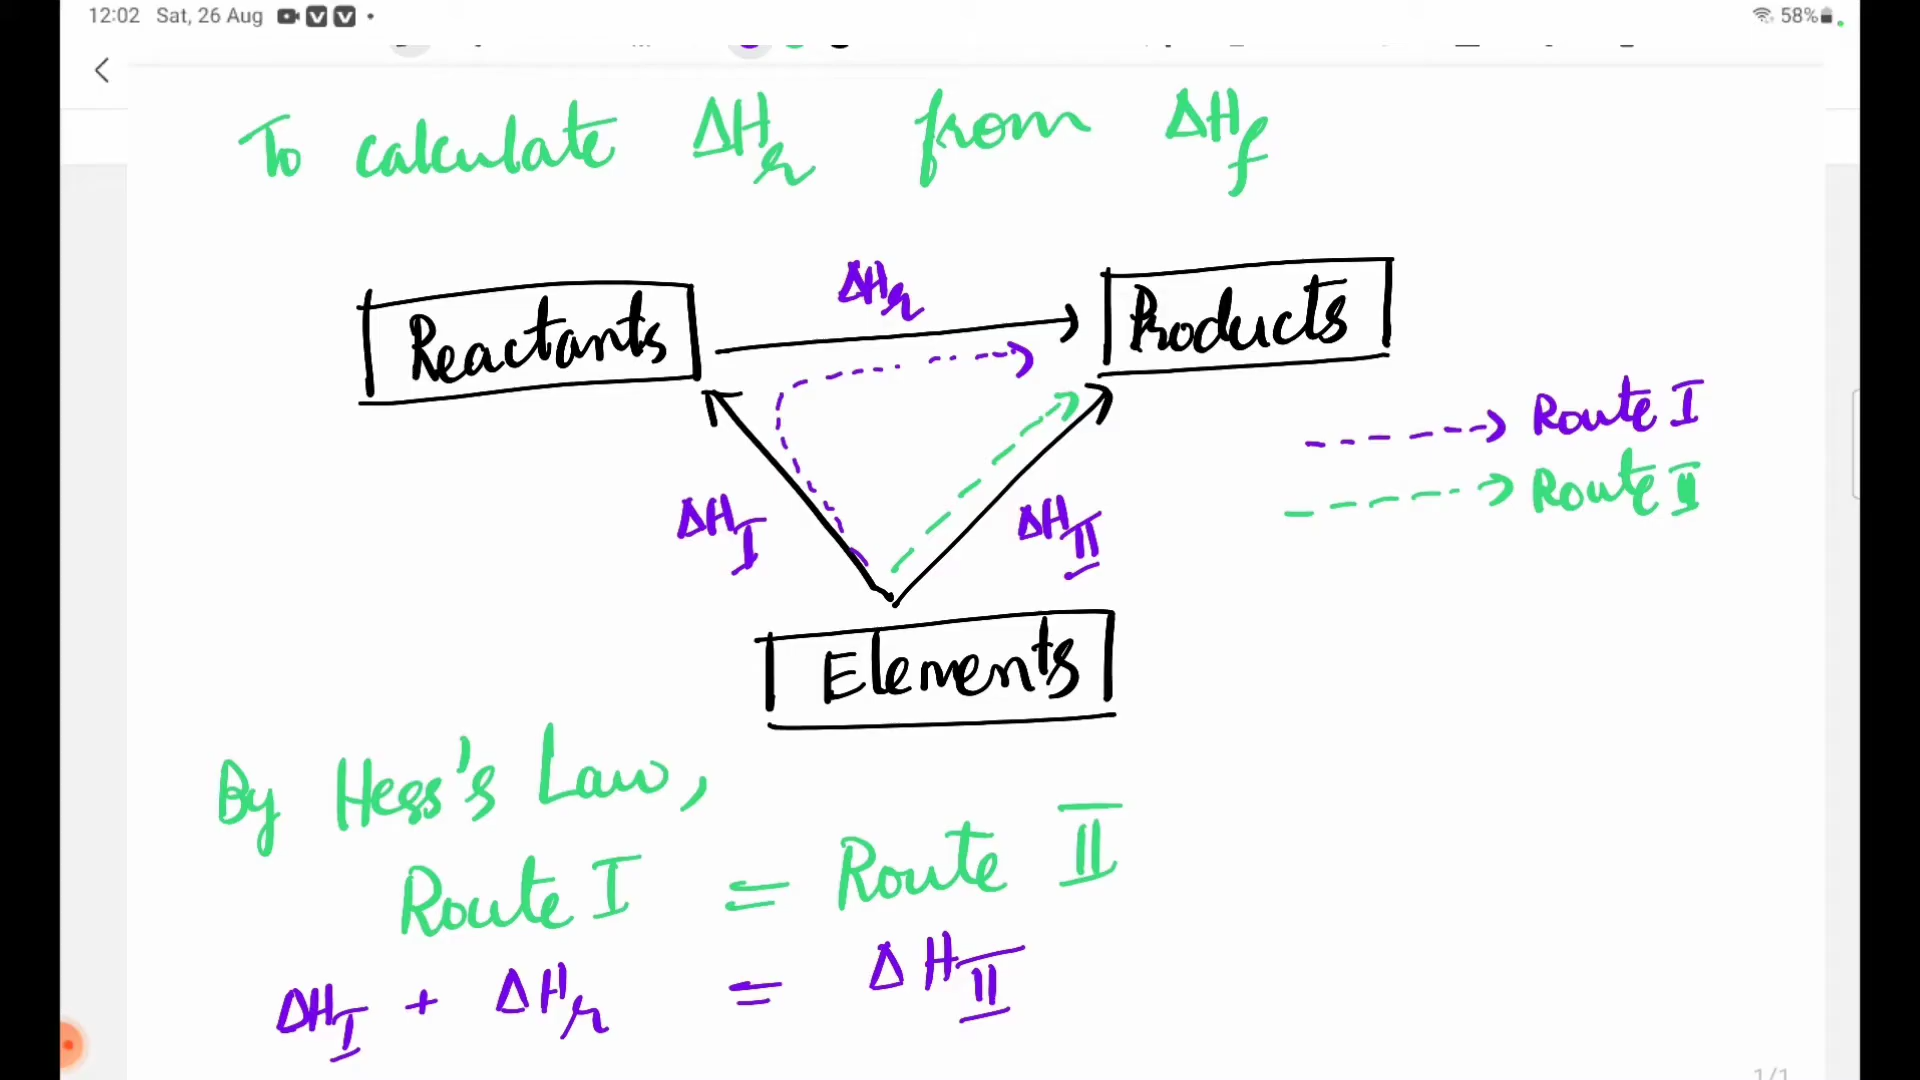 12:02 Sat, 26 Aug
58%
To calculate ΔHr from ΔHf
ΔHr
Reactants
Products
Route I
Route II
ΔHI
ΔHII
Elements
By Hess's Law,
Route I = Route II
ΔHI + ΔHr = ΔHII
1/1